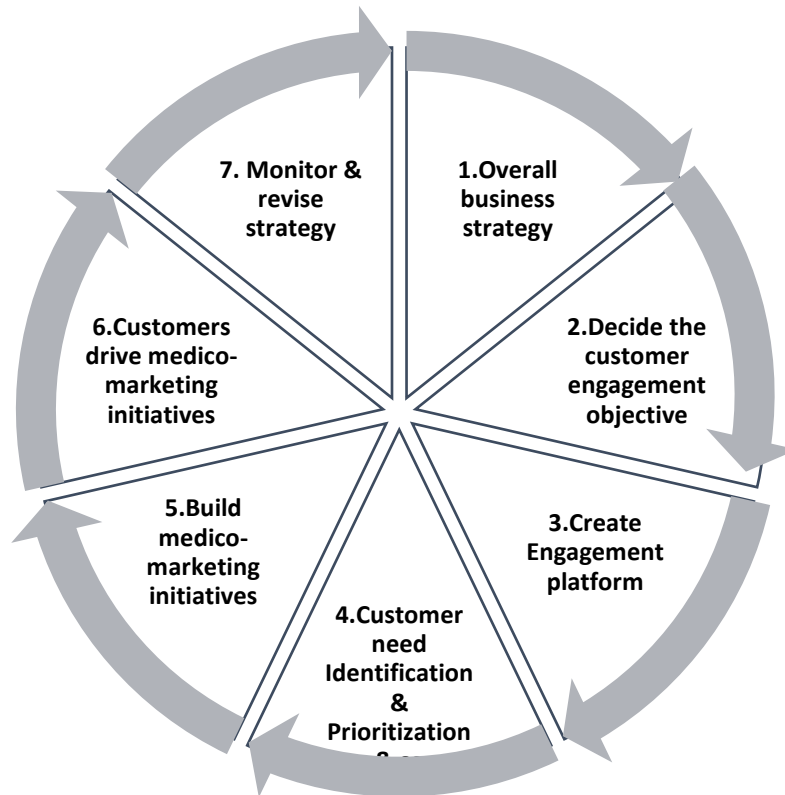 1.Overall
business
strategy
2.Decide the
customer
engagement
objective
3.Create
Engagement
platform
4.Customer
need
Identification
&
Prioritization
5.Build
medico-
marketing
initiatives
6.Customers
drive medico-
marketing
initiatives
7. Monitor &
revise
strategy